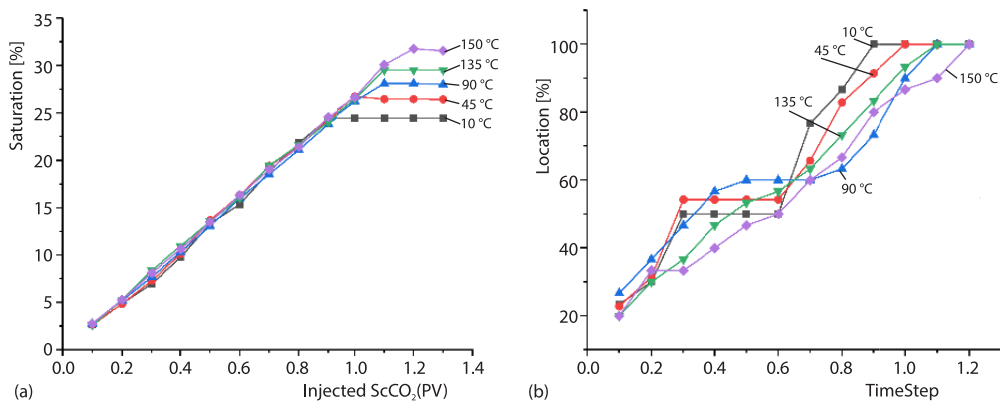 35
30
25
20
15
10
5
0
Saturation [%]
150 °C
135 °C
90 °C
45 °C
10 °C
0.0 0.2 0.4 0.6 0.8 1.0 1.2 1.4
(a) Injected ScCO₂(PV)
100
80
60
40
20
Location [%]
10 °C
45 °C
150 °C
135 °C
90 °C
0.0 0.2 0.4 0.6 0.8 1.0 1.2
(b) TimeStep